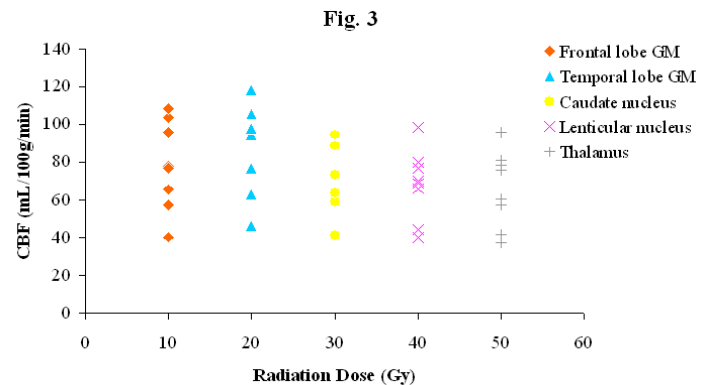 Fig. 3
140
120
100
80
60
40
20
0
CBF (mL/100g/min)
0 10 20 30 40 50 60
Radiation Dose (Gy)
Frontal lobe GM
Temporal lobe GM
Caudate nucleus
Lenticular nucleus
Thalamus